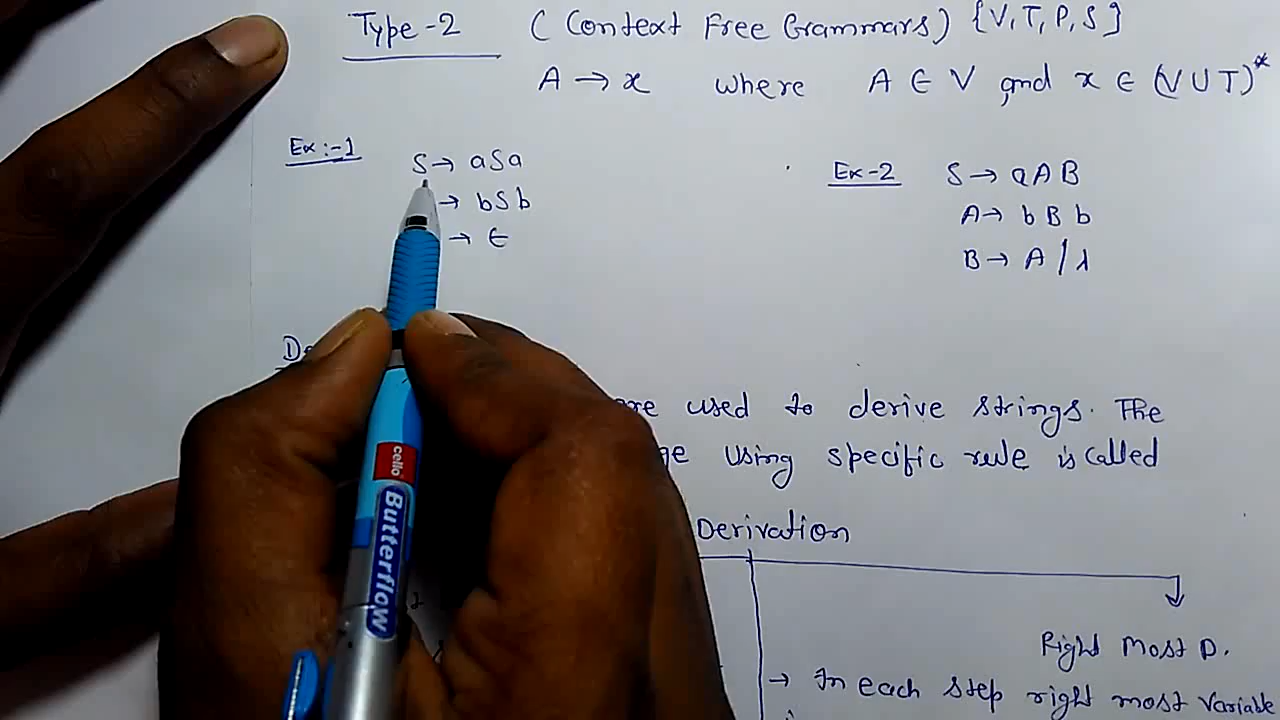 Type-2 (Context Free Grammars) {V,T,P,S}
A → x where A ∈ V and x ∈ (V U T)*
Ex:-1 S → aSa
→ bSb
→ ϵ
Ex-2 S → aAB
A → bBb
B → A/λ
are used to derive strings. The
using specific rule is called
Derivation
Right Most D.
→ In each step right most variable
cello
Butterflow